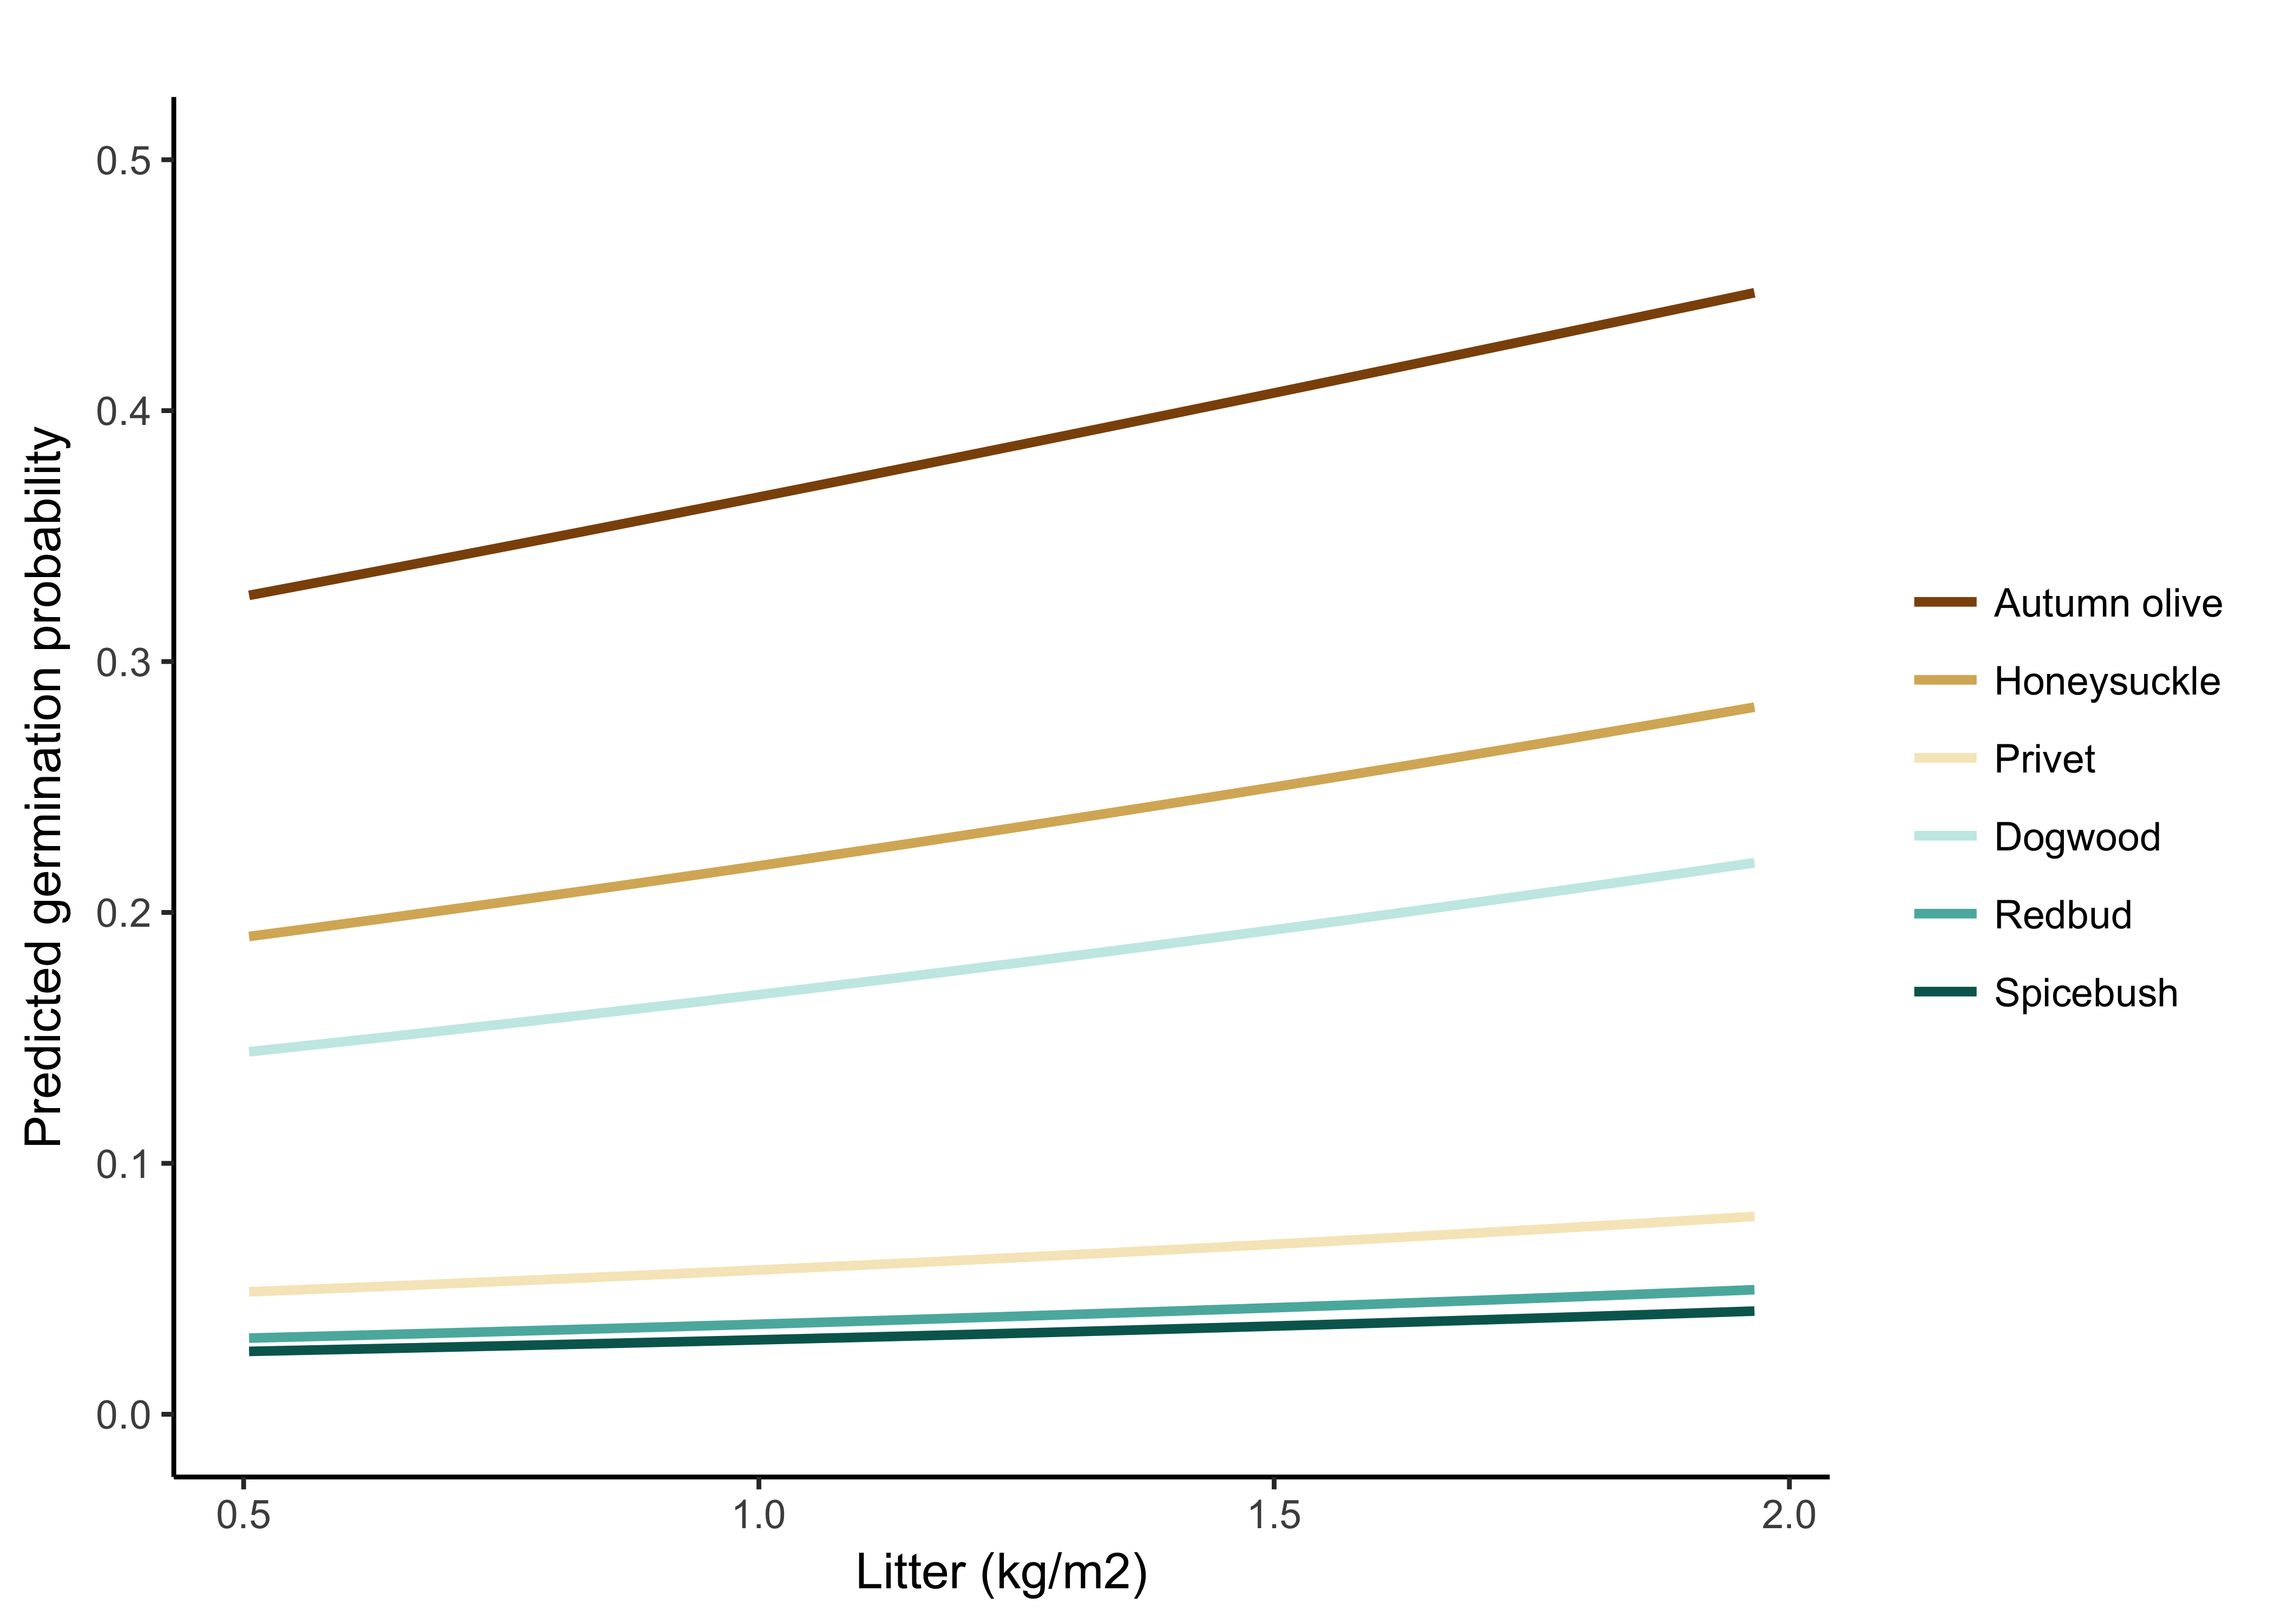 Predicted germination probability
0.5
0.4
0.3
0.2
0.1
0.0
0.5 1.0 1.5 2.0
Litter (kg/m2)
Autumn olive
Honeysuckle
Privet
Dogwood
Redbud
Spicebush